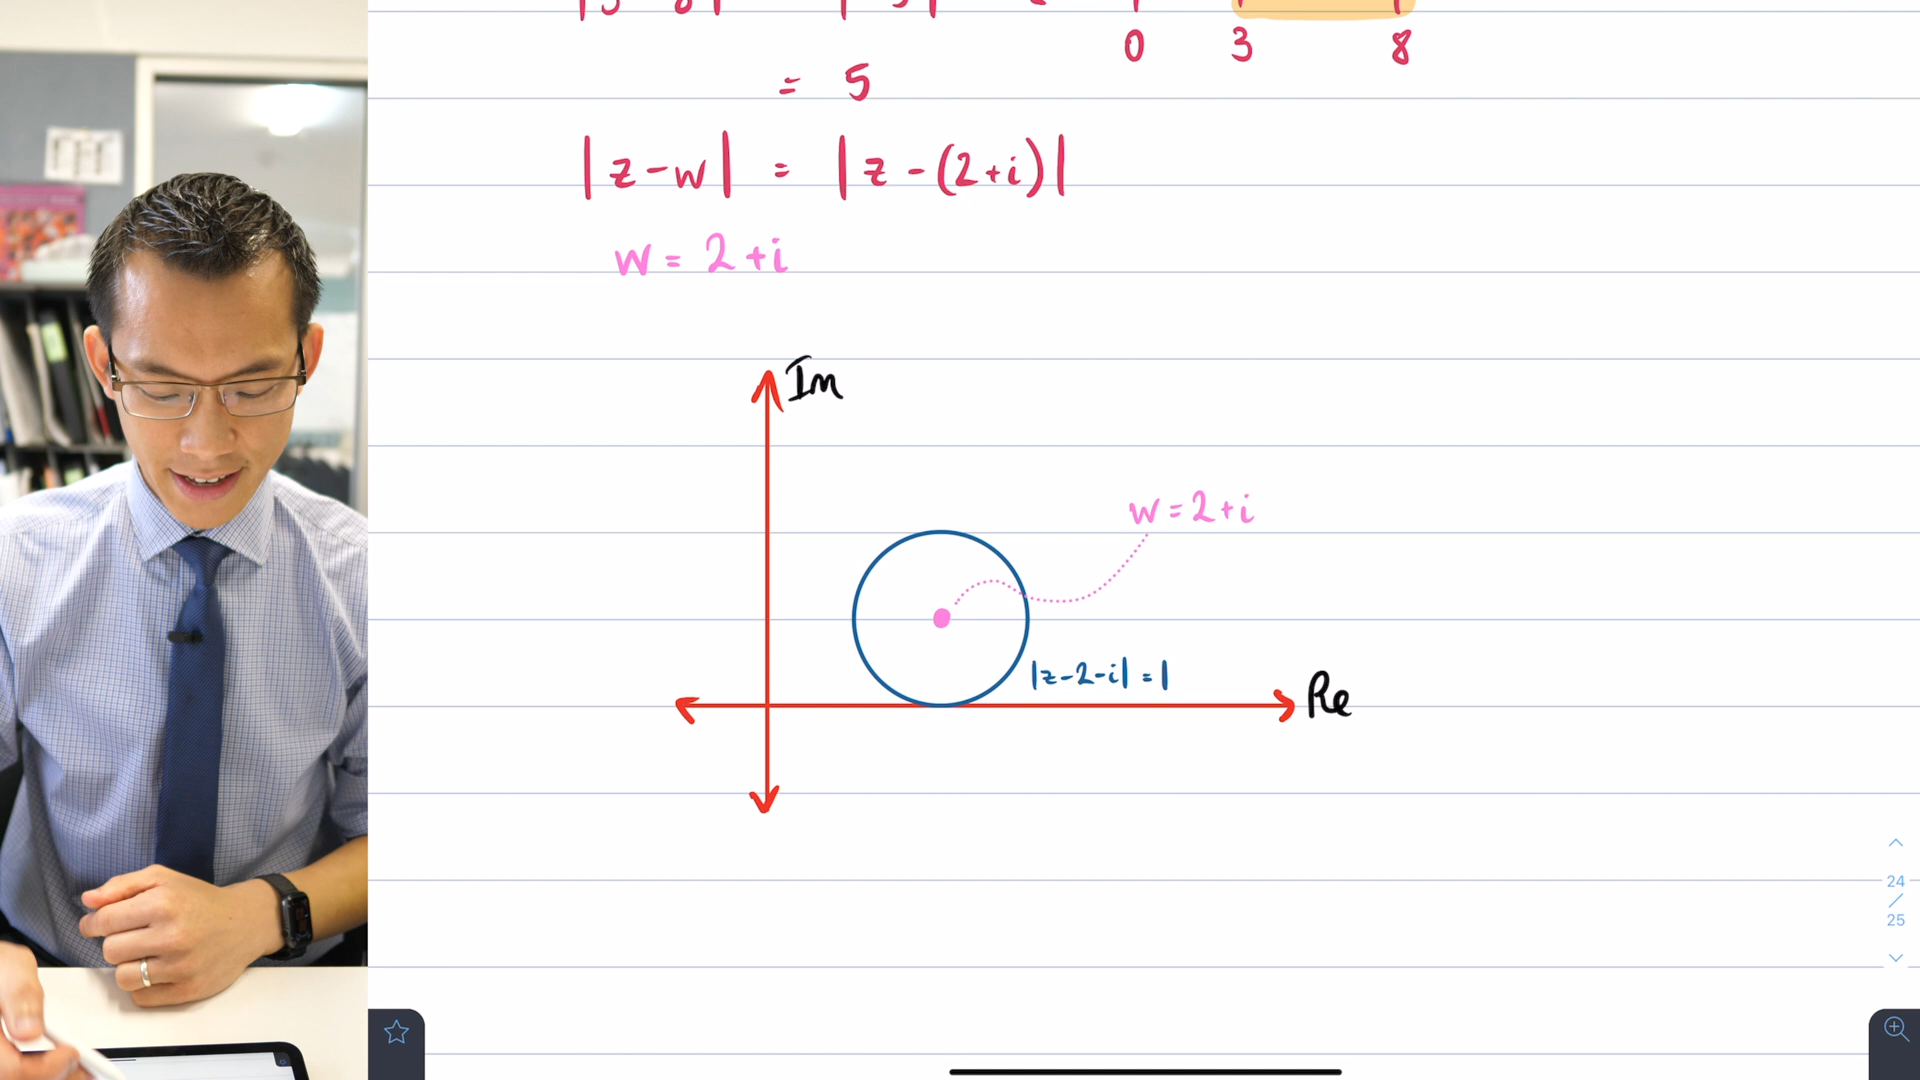 0 3 8
= 5
|z-w| = |z-(2+i)|
w = 2+i
Im
w=2+i
|z-2-i| = 1
Re
24
/
25